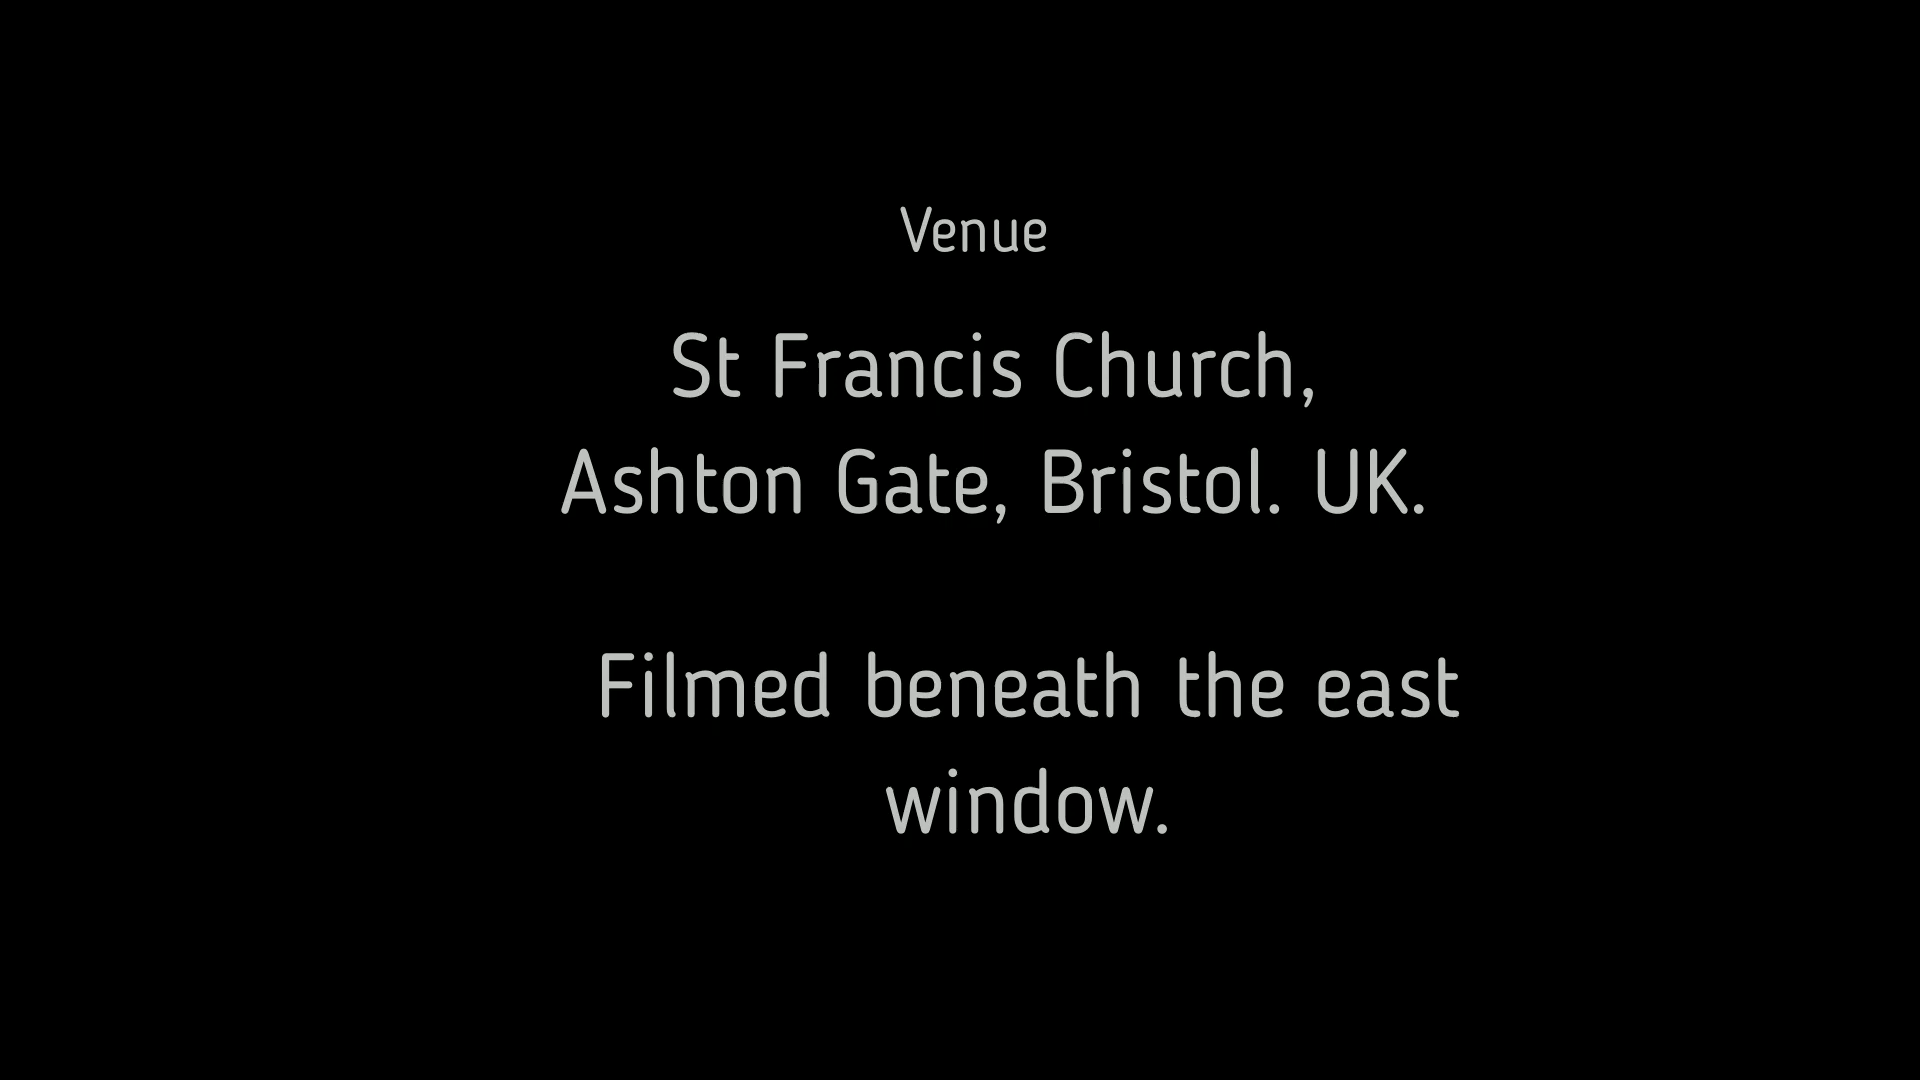 Venue
St Francis Church,
Ashton Gate, Bristol. UK.
Filmed beneath the east
window.